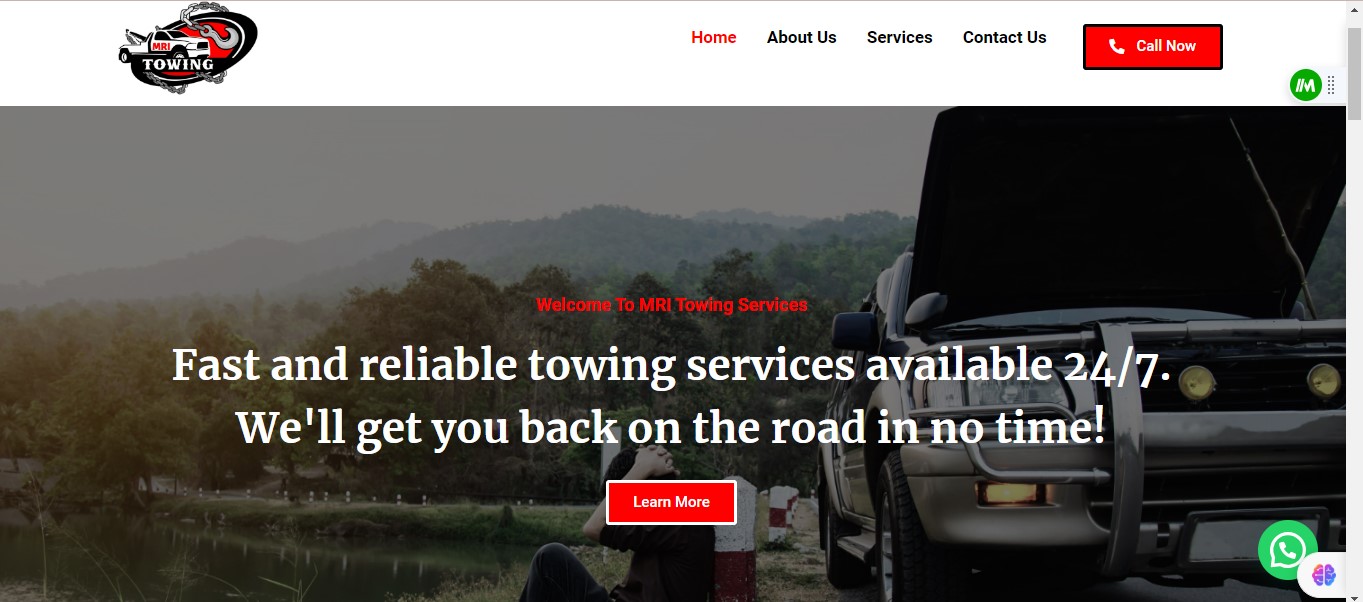 MRI
TOWING
Home
About Us
Services
Contact Us
Call Now
Welcome To MRI Towing Services
Fast and reliable towing services available 24/7.
We'll get you back on the road in no time!
Learn More